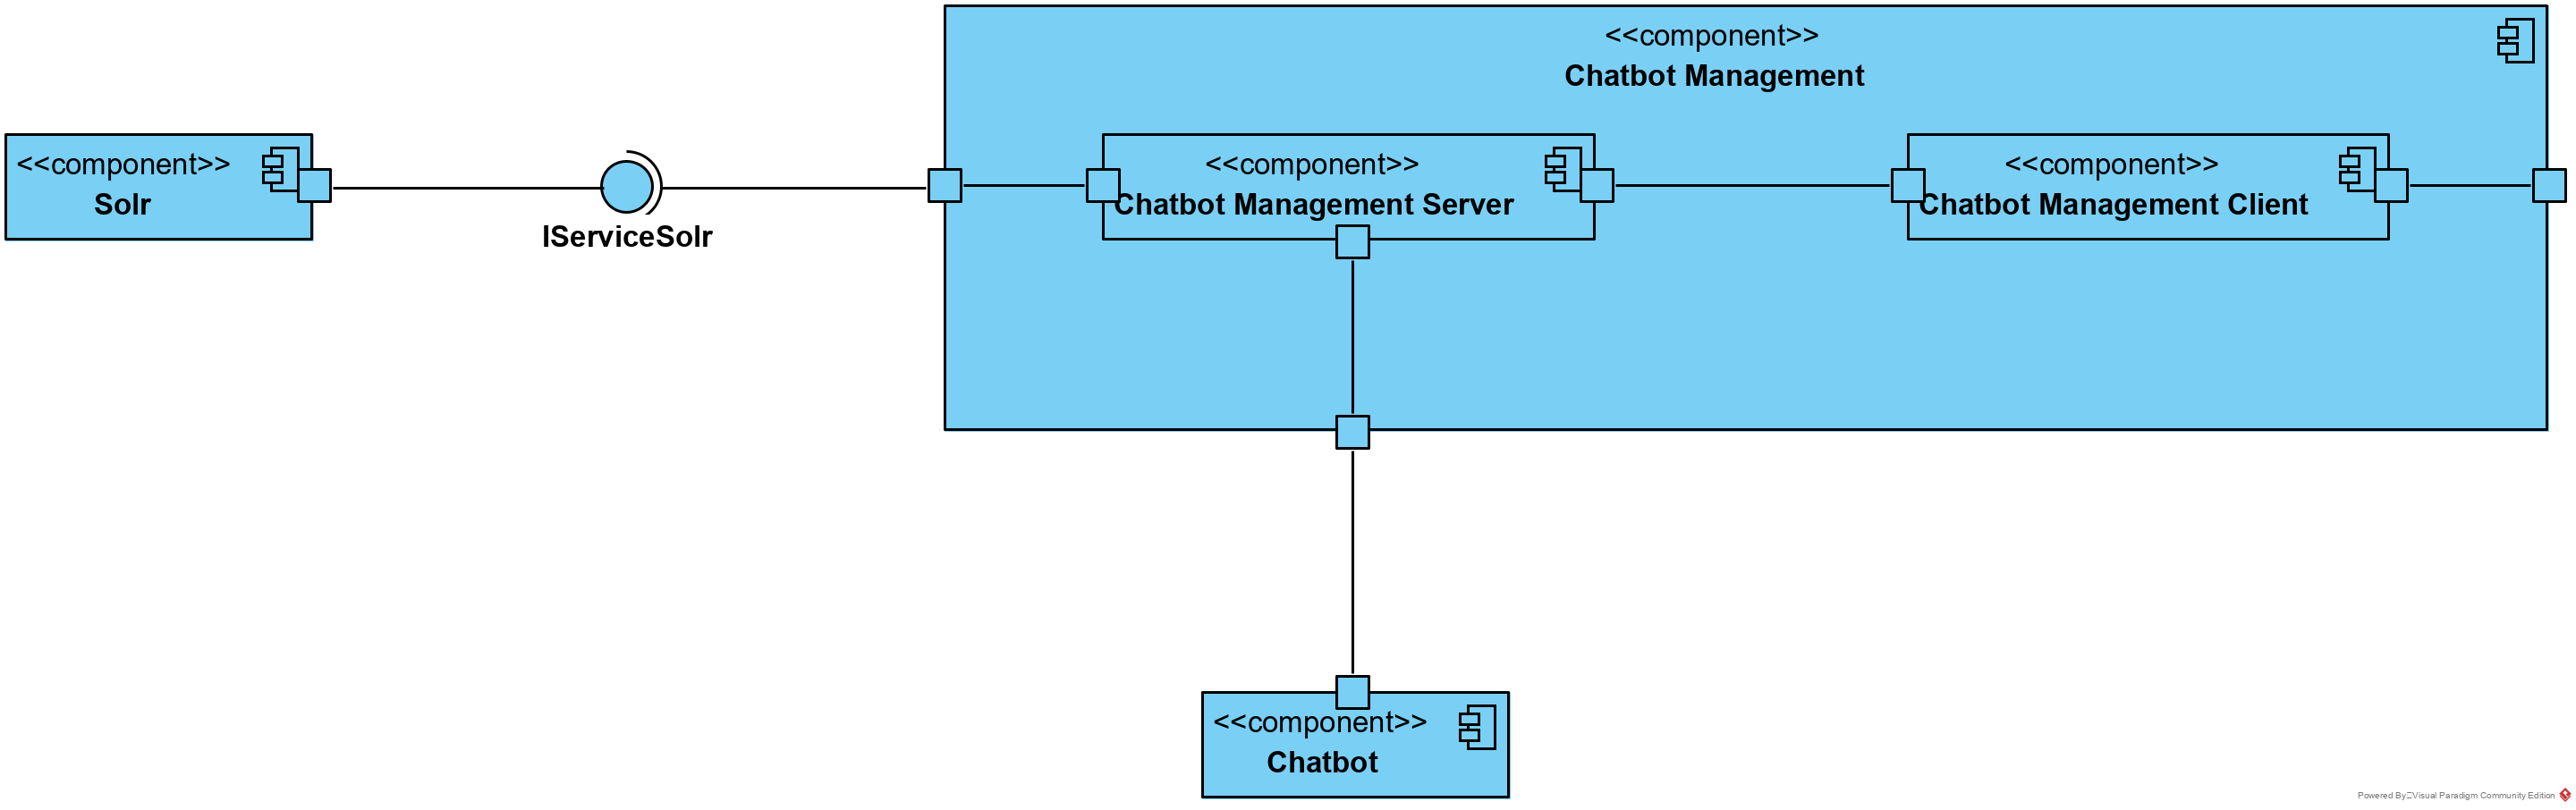 <<component>>
Chatbot Management
<<component>>
Solr
IServiceSolr
<<component>>
Chatbot Management Server
<<component>>
Chatbot Management Client
<<component>>
Chatbot
Powered By Visual Paradigm Community Edition